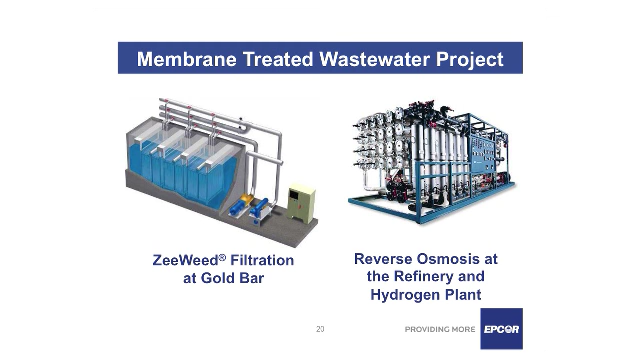 Membrane Treated Wastewater Project
ZeeWeed® Filtration
at Gold Bar
Reverse Osmosis at
the Refinery and
Hydrogen Plant
20
PROVIDING MORE
EPCOR